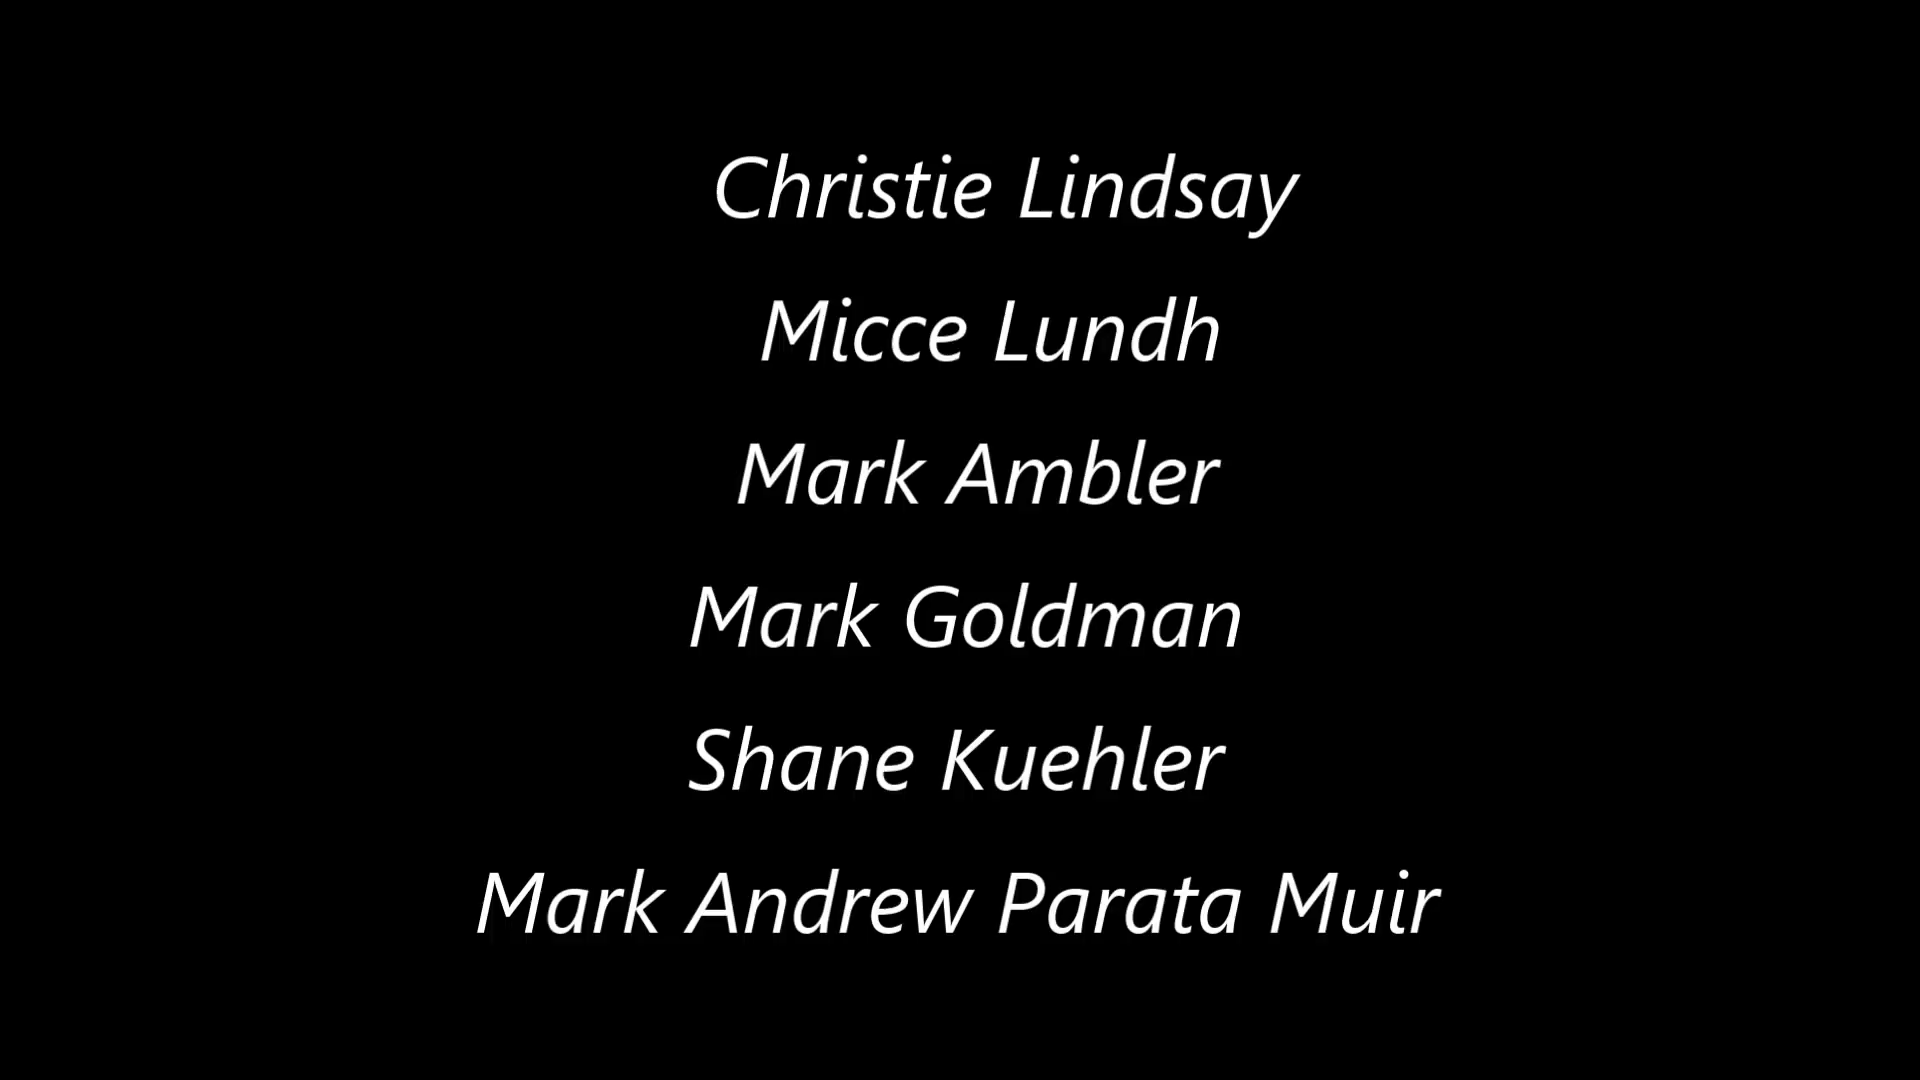 Christie Lindsay
Micce Lundh
Mark Ambler
Mark Goldman
Shane Kuehler
Mark Andrew Parata Muir